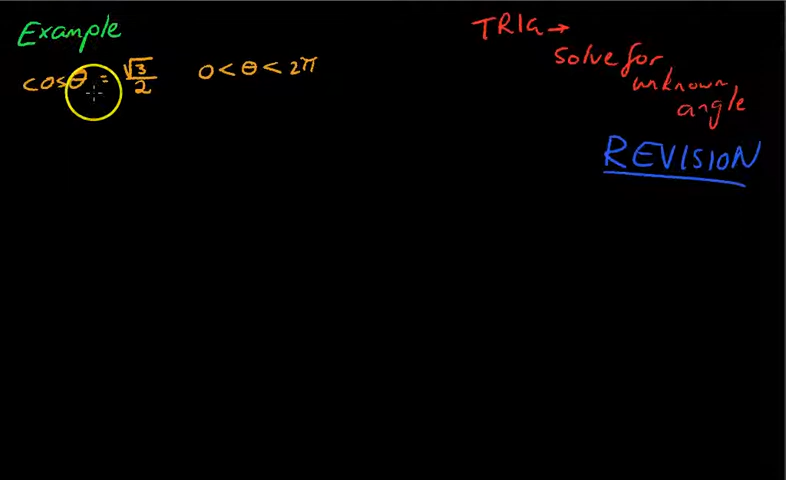 Example
cosθ = √3/2 0 < θ < 2π
TRIG →
solve for
unknown
angle
REVISION